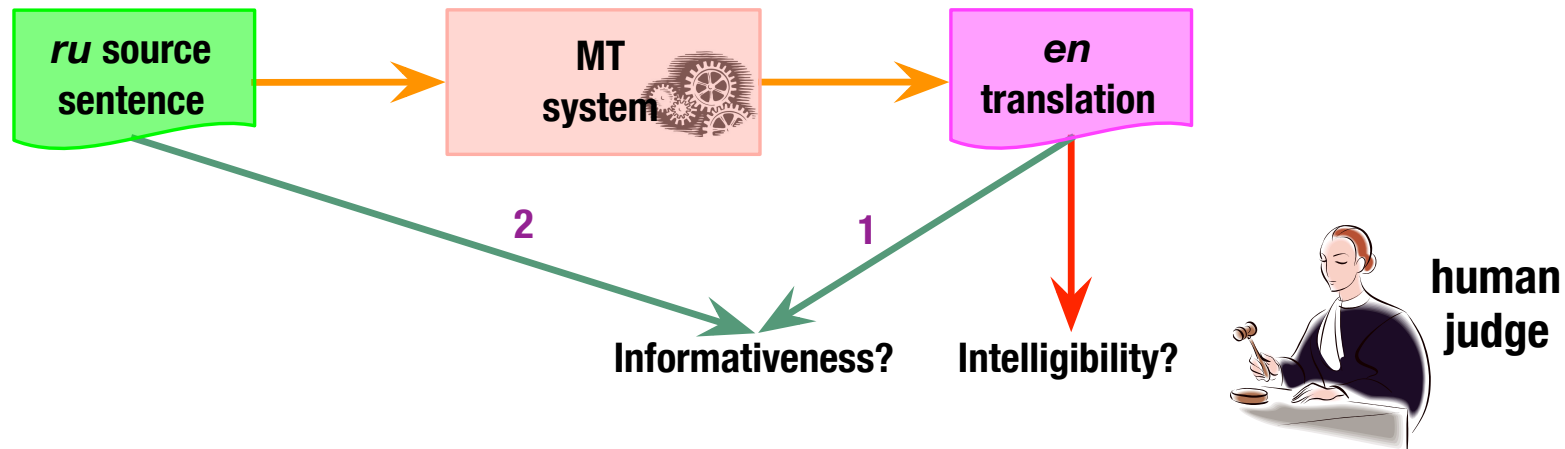 ru source
sentence
MT
system
en
translation
2
1
Informativeness?
Intelligibility?
human
judge